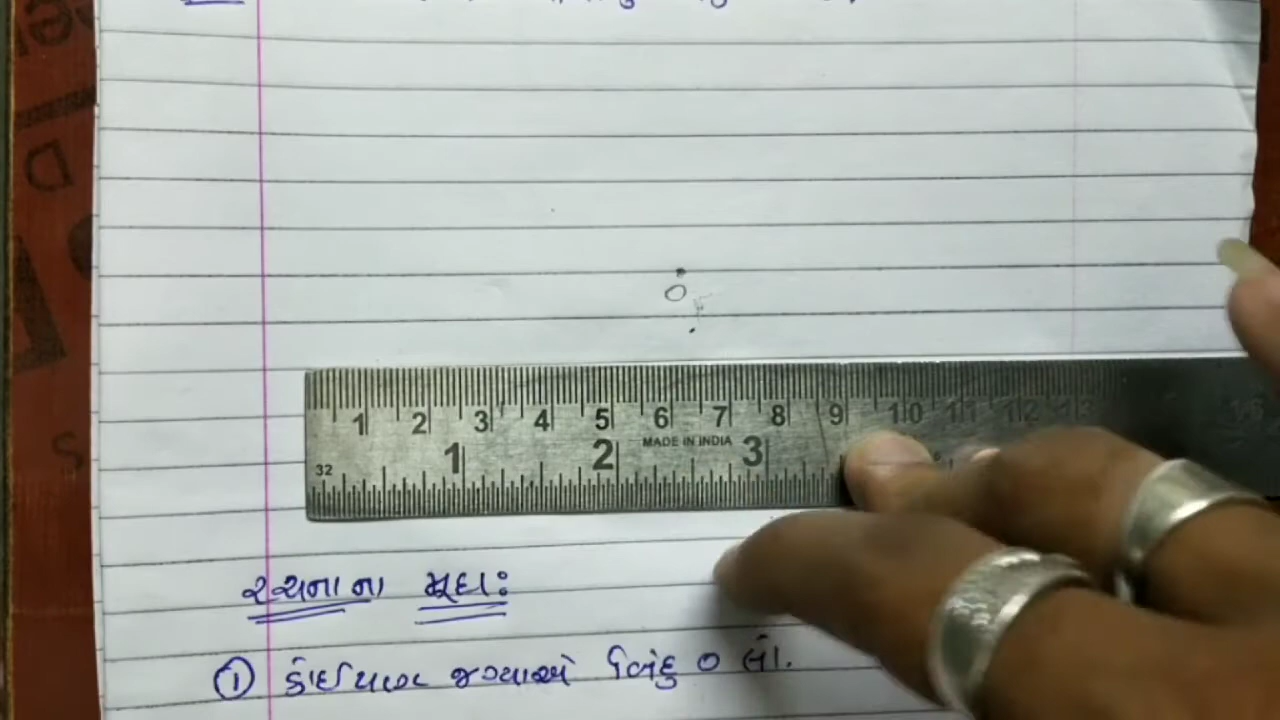 O
1 2 3 4 5 6 7 8 9 10 11 12 13
MADE IN INDIA
1 2 3
32
રચનાના મુદ્દા:
① કોઈપણ જગ્યાએ બિંદુ O લો.